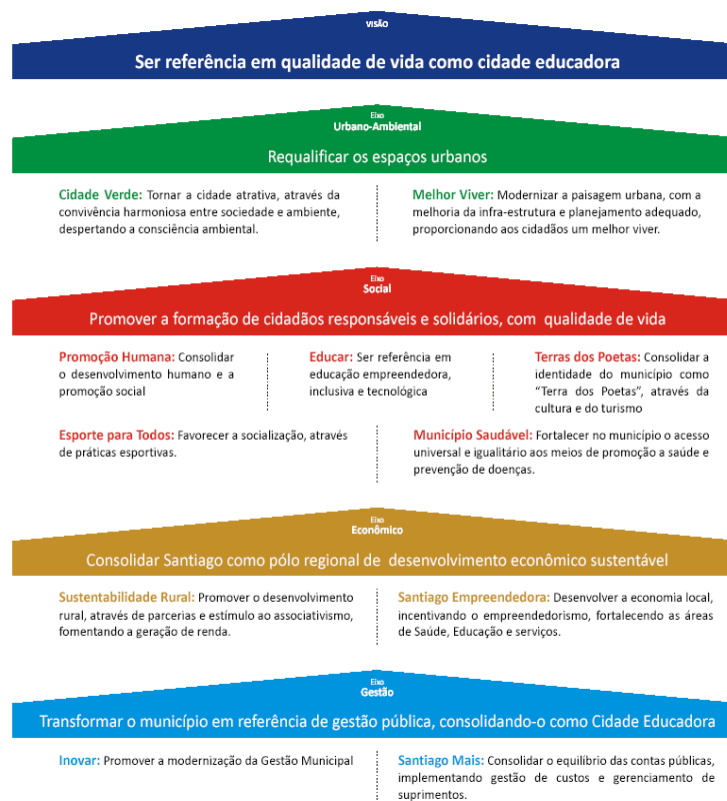 VISÃO
Ser referência em qualidade de vida como cidade educadora
Eixo
Urbano-Ambiental
Requalificar os espaços urbanos
Cidade Verde: Tornar a cidade atrativa, através da
convivência harmoniosa entre sociedade e ambiente,
despertando a consciência ambiental.
Melhor Viver: Modernizar a paisagem urbana, com a
melhoria da infra-estrutura e planejamento adequado,
proporcionando aos cidadãos um melhor viver.
Eixo
Social
Promover a formação de cidadãos responsáveis e solidários, com qualidade de vida
Promoção Humana: Consolidar
o desenvolvimento humano e a
promoção social
Educar: Ser referência em
educação empreendedora,
inclusiva e tecnológica
Terras dos Poetas: Consolidar a
identidade do município como
“Terra dos Poetas”, através da
cultura e do turismo
Esporte para Todos: Favorecer a socialização, através
de práticas esportivas.
Município Saudável: Fortalecer no município o acesso
universal e igualitário aos meios de promoção a saúde e
prevenção de doenças.
Eixo
Econômico
Consolidar Santiago como pólo regional de desenvolvimento econômico sustentável
Sustentabilidade Rural: Promover o desenvolvimento
rural, através de parcerias e estímulo ao associativismo,
fomentando a geração de renda.
Santiago Empreendedora: Desenvolver a economia local,
incentivando o empreendedorismo, fortalecendo as áreas
de Saúde, Educação e serviços.
Eixo
Gestão
Transformar o município em referência de gestão pública, consolidando-o como Cidade Educadora
Inovar: Promover a modernização da Gestão Municipal
Santiago Mais: Consolidar o equilíbrio das contas públicas,
implementando gestão de custos e gerenciamento de
suprimentos.